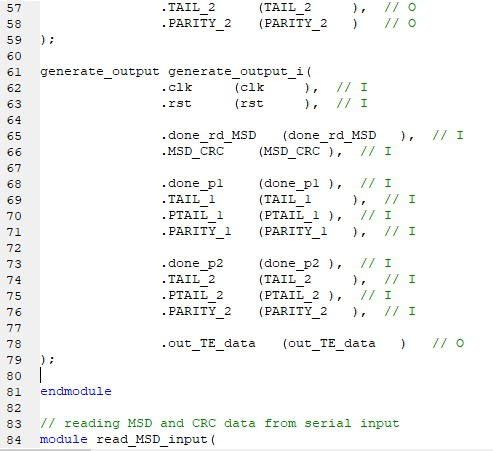 57 .TAIL_2 (TAIL_2 ), // O
58 .PARITY_2 (PARITY_2 ) // O
59 );
60
61 generate_output generate_output_i(
62 .clk (clk ), // I
63 .rst (rst ), // I
64
65 .done_rd_MSD (done_rd_MSD ), // I
66 .MSD_CRC (MSD_CRC ), // I
67
68 .done_p1 (done_p1 ), // I
69 .TAIL_1 (TAIL_1 ), // I
70 .PTAIL_1 (PTAIL_1 ), // I
71 .PARITY_1 (PARITY_1 ), // I
72
73 .done_p2 (done_p2 ), // I
74 .TAIL_2 (TAIL_2 ), // I
75 .PTAIL_2 (PTAIL_2 ), // I
76 .PARITY_2 (PARITY_2 ), // I
77
78 .out_TE_data (out_TE_data ) // O
79 );
80
81 endmodule
82
83 // reading MSD and CRC data from serial input
84 module read_MSD_input(